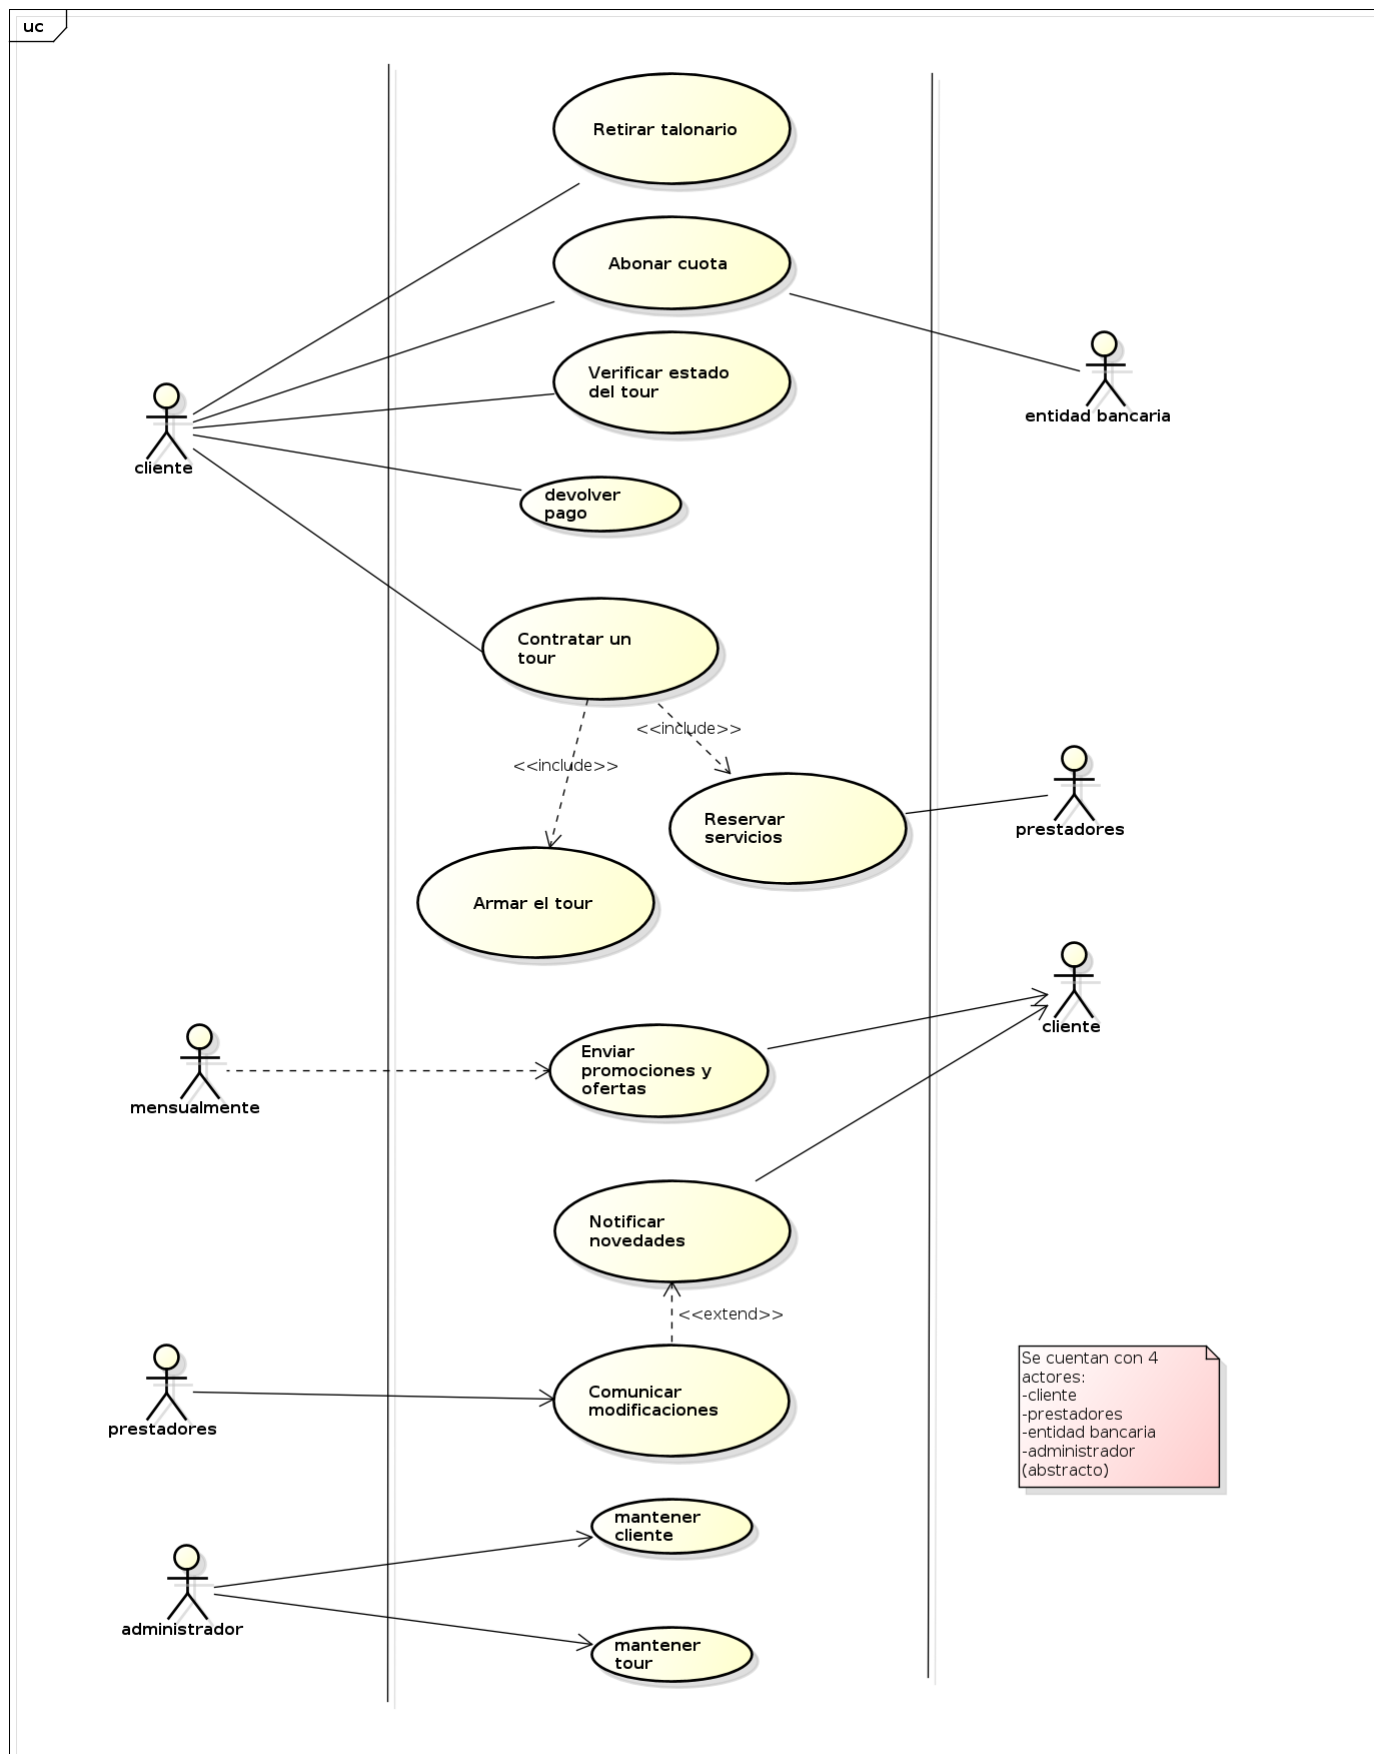 uc
Retirar talonario
Abonar cuota
Verificar estado
del tour
entidad bancaria
cliente
devolver
pago
Contratar un
tour
<<include>>
<<include>>
Reservar
servicios
prestadores
Armar el tour
cliente
Enviar
promociones y
ofertas
mensualmente
Notificar
novedades
<<extend>>
Comunicar
modificaciones
prestadores
Se cuentan con 4
actores:
-cliente
-prestadores
-entidad bancaria
-administrador
(abstracto)
mantener
cliente
administrador
mantener
tour